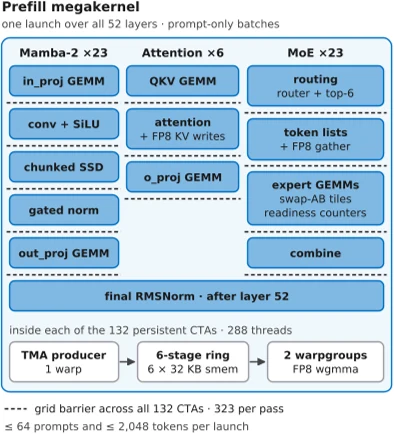 Prefill megakernel
one launch over all 52 layers · prompt-only batches
Mamba-2 ×23
in_proj GEMM
conv + SiLU
chunked SSD
gated norm
out_proj GEMM
Attention ×6
QKV GEMM
attention
+ FP8 KV writes
o_proj GEMM
MoE ×23
routing
router + top-6
token lists
+ FP8 gather
expert GEMMs
swap-AB tiles
readiness counters
combine
final RMSNorm · after layer 52
inside each of the 132 persistent CTAs · 288 threads
TMA producer
1 warp
6-stage ring
6 × 32 KB smem
2 warpgroups
FP8 wgmma
grid barrier across all 132 CTAs · 323 per pass
≤ 64 prompts and ≤ 2,048 tokens per launch